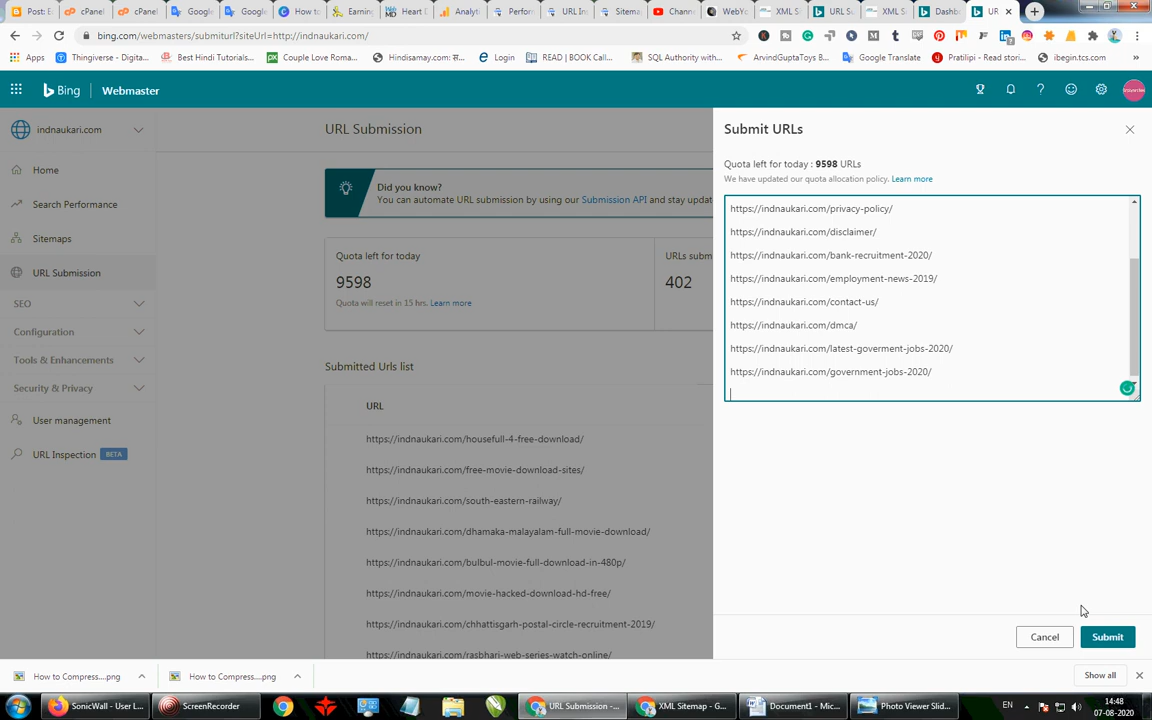 Post: E
cPanel
cPanel
Google
Google
How to
Earning
Heart D
Analyti
Perform
URL In
Sitema
Chann
WebYo
XML S
URL S
XML S
Dashb
UR
bing.com/webmasters/submiturl?siteUrl=http://indnaukari.com/
Apps
Thingiverse - Digita...
Best Hindi Tutorials...
Couple Love Roma...
Hindisamay.com: स...
Login
READ | BOOK Call...
SQL Authority with...
ArvindGuptaToys B...
Google Translate
Pratilipi - Read stori...
ibegin.tcs.com
Bing
Webmaster
indnaukari.com
Home
Search Performance
Sitemaps
URL Submission
SEO
Configuration
Tools & Enhancements
Security & Privacy
User management
URL Inspection BETA
URL Submission
Did you know?
You can automate URL submission by using our Submission API and stay upda
Quota left for today
9598
Quota will reset in 15 hrs. Learn more
URLs subm
402
Submitted Urls list
URL
https://indnaukari.com/housefull-4-free-download/
https://indnaukari.com/free-movie-download-sites/
https://indnaukari.com/south-eastern-railway/
https://indnaukari.com/dhamaka-malayalam-full-movie-download/
https://indnaukari.com/bulbul-movie-full-download-in-480p/
https://indnaukari.com/movie-hacked-download-hd-free/
https://indnaukari.com/chhattisgarh-postal-circle-recruitment-2019/
https://indnaukari.com/rasbhari-web-series-watch-online/
Submit URLs
Quota left for today : 9598 URLs
We have updated our quota allocation policy. Learn more
https://indnaukari.com/privacy-policy/
https://indnaukari.com/disclaimer/
https://indnaukari.com/bank-recruitment-2020/
https://indnaukari.com/employment-news-2019/
https://indnaukari.com/contact-us/
https://indnaukari.com/dmca/
https://indnaukari.com/latest-goverment-jobs-2020/
https://indnaukari.com/government-jobs-2020/
Cancel
Submit
How to Compress....png
How to Compress....png
Show all
SonicWall - User L...
ScreenRecorder
URL Submission -...
XML Sitemap - G...
Document1 - Mic...
Photo Viewer Slid...
EN
14:48
07-08-2020